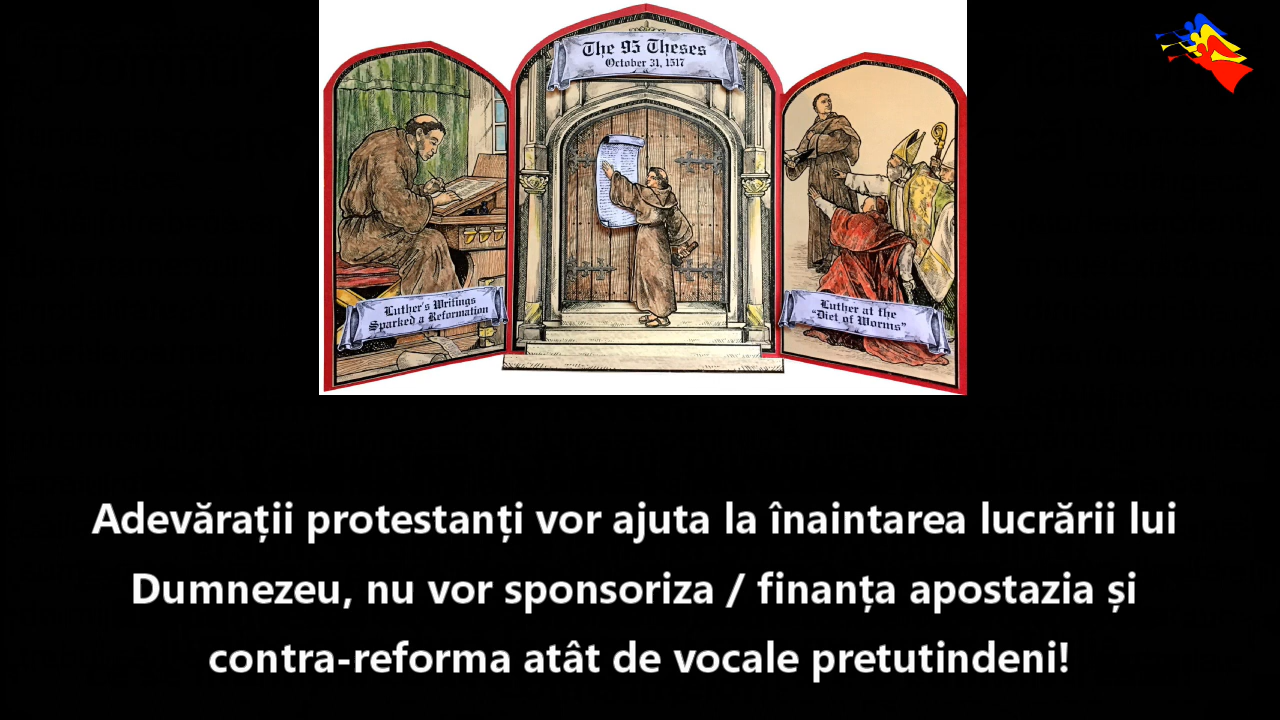 The 95 Theses
October 31, 1517
Luther's Writings
Sparked a Reformation
Luther at the
"Diet of Worms"
Adevărații protestanți vor ajuta la înaintarea lucrării lui
Dumnezeu, nu vor sponsoriza / finanța apostazia și
contra-reforma atât de vocale pretutindeni!